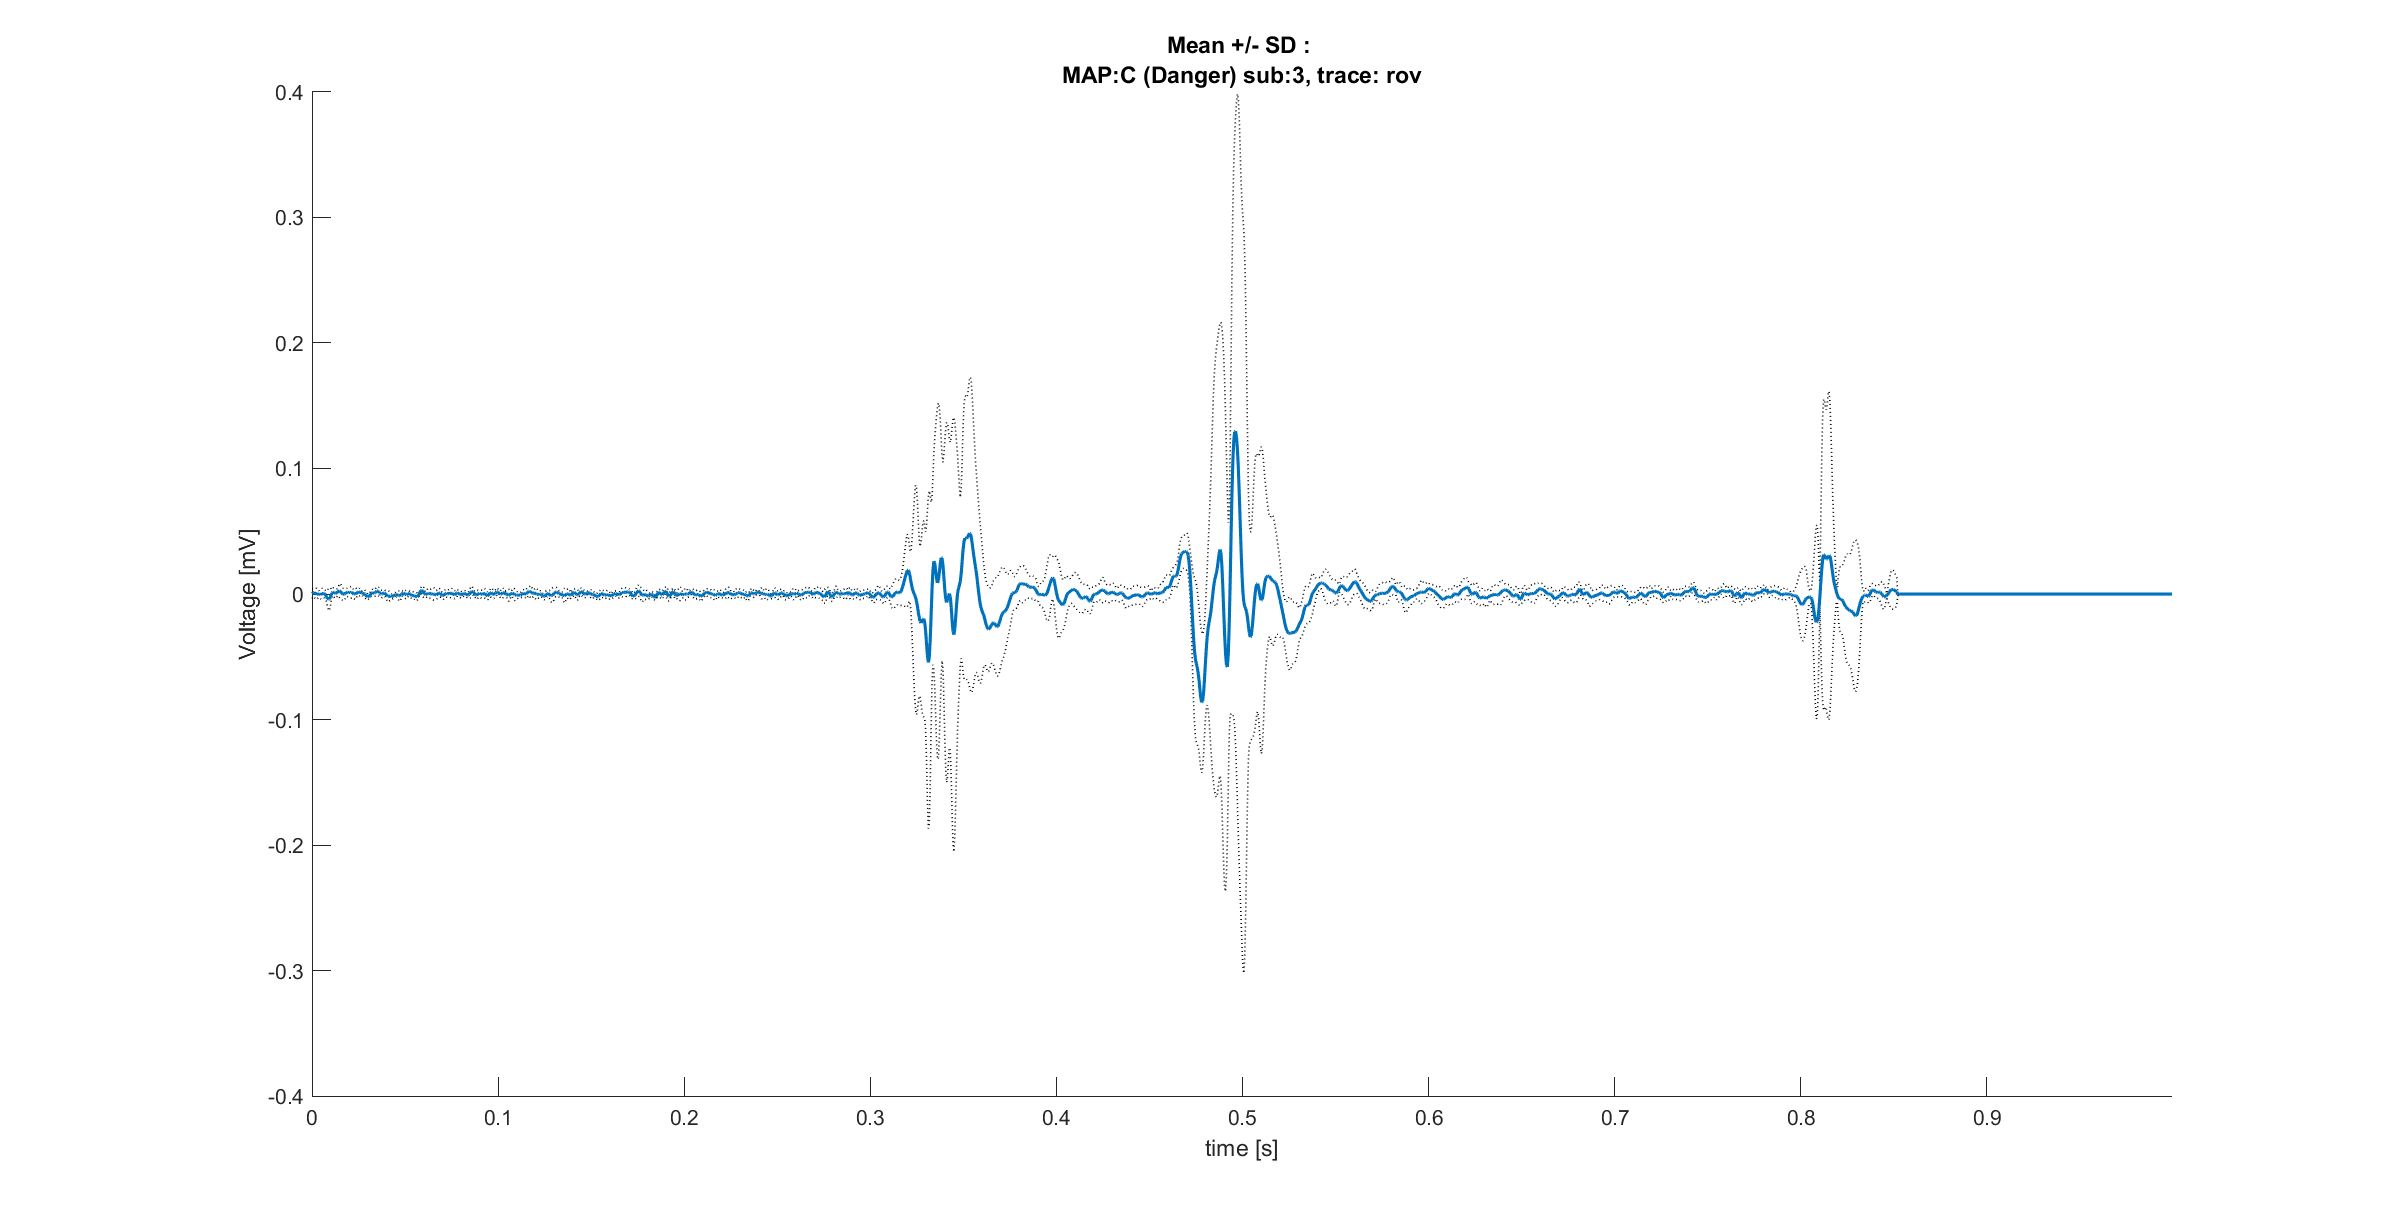 Mean +/- SD :
MAP:C (Danger) sub:3, trace: rov
0.4
0.3
0.2
0.1
0
-0.1
-0.2
-0.3
-0.4
Voltage [mV]
0 0.1 0.2 0.3 0.4 0.5 0.6 0.7 0.8 0.9
time [s]